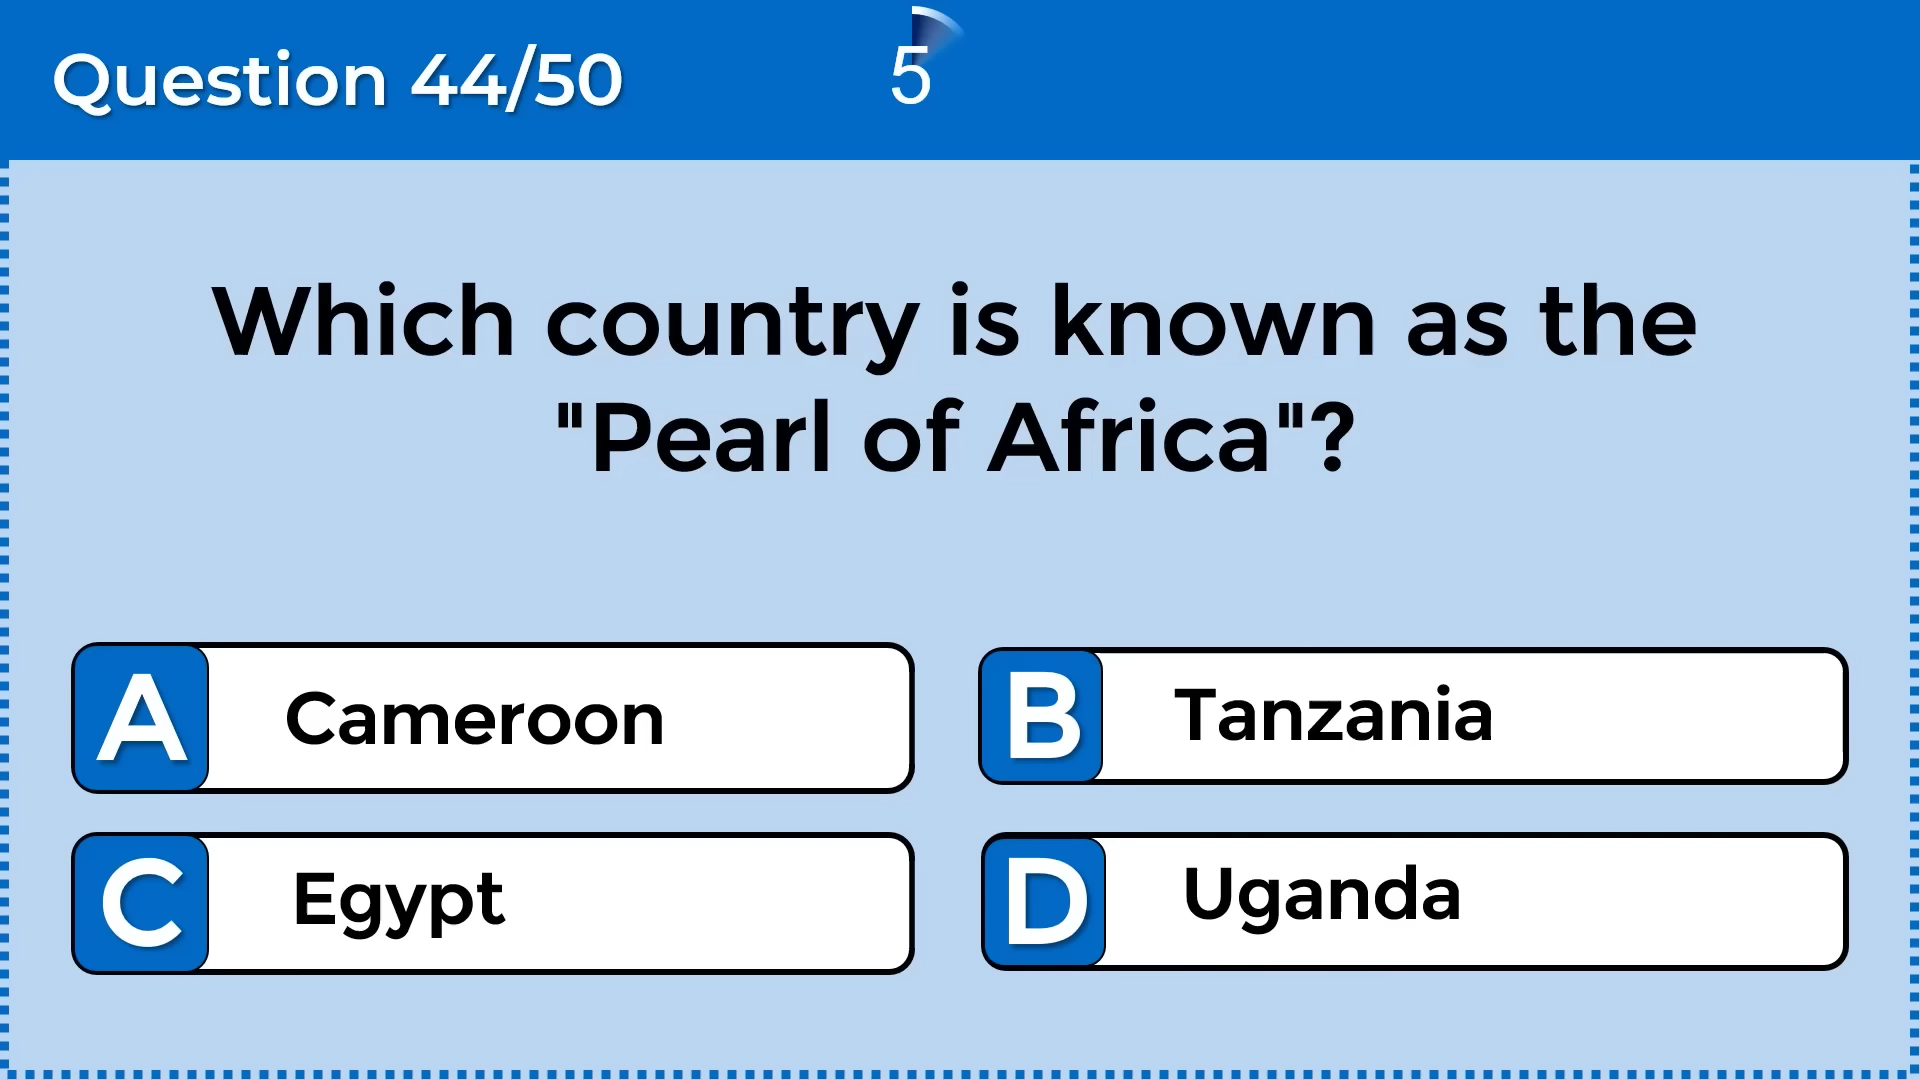 Question 44/50
5
Which country is known as the
"Pearl of Africa"?
A Cameroon
B Tanzania
C Egypt
D Uganda